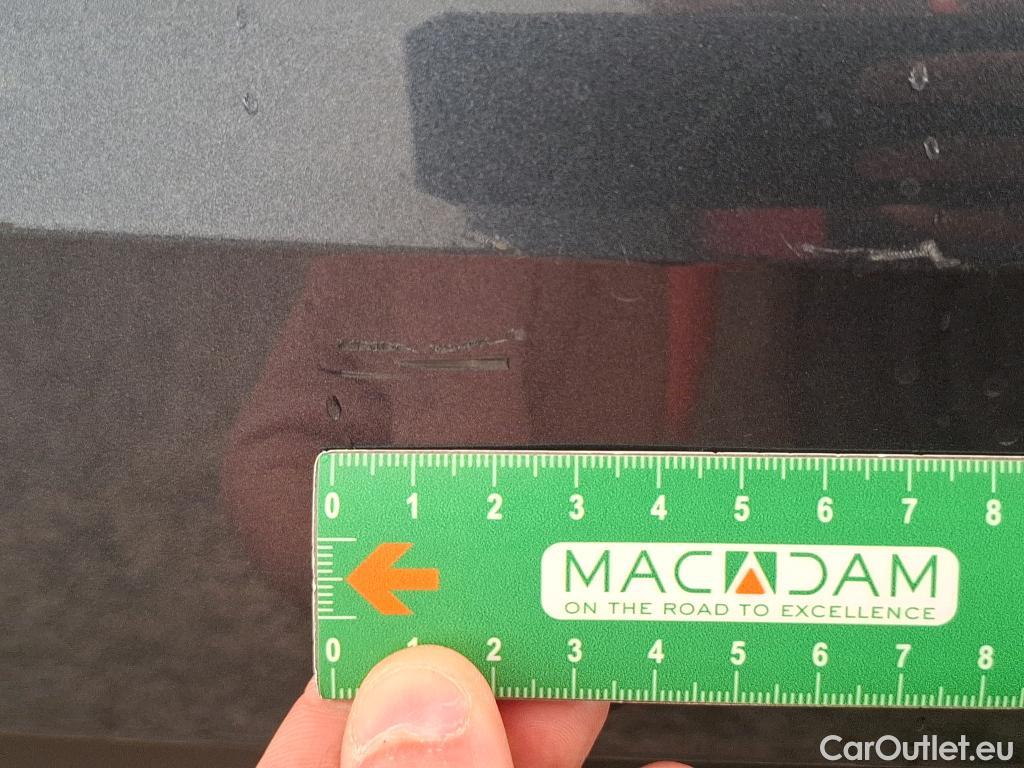 0 1 2 3 4 5 6 7 8
MACADAM
ON THE ROAD TO EXCELLENCE
0 1 2 3 4 5 6 7 8
CarOutlet.eu